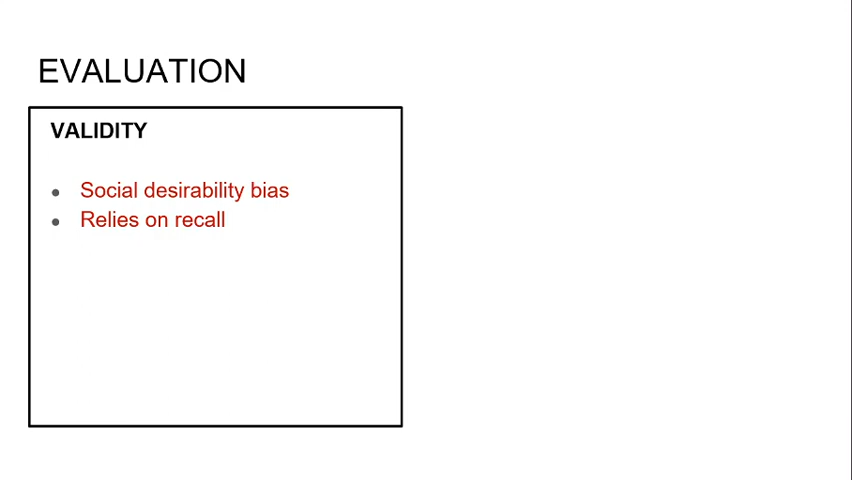 EVALUATION
VALIDITY
● Social desirability bias
● Relies on recall